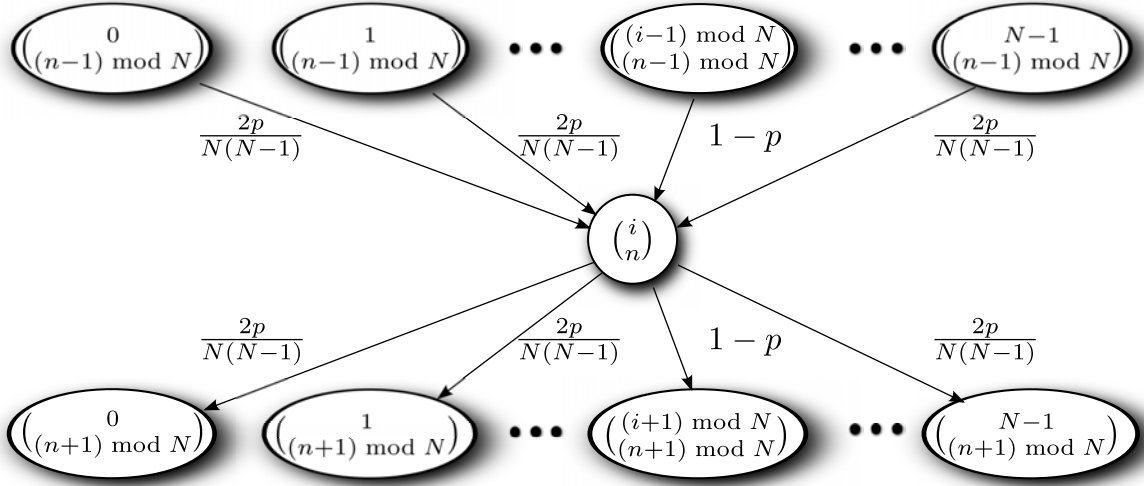 (0 (n−1) mod N) (1 (n−1) mod N) ••• ((i−1) mod N (n−1) mod N) ••• (N−1 (n−1) mod N)
2p/N(N−1) 2p/N(N−1) 1 − p 2p/N(N−1)
(i n)
2p/N(N−1) 2p/N(N−1) 1 − p 2p/N(N−1)
(0 (n+1) mod N) (1 (n+1) mod N) ••• ((i+1) mod N (n+1) mod N) ••• (N−1 (n+1) mod N)